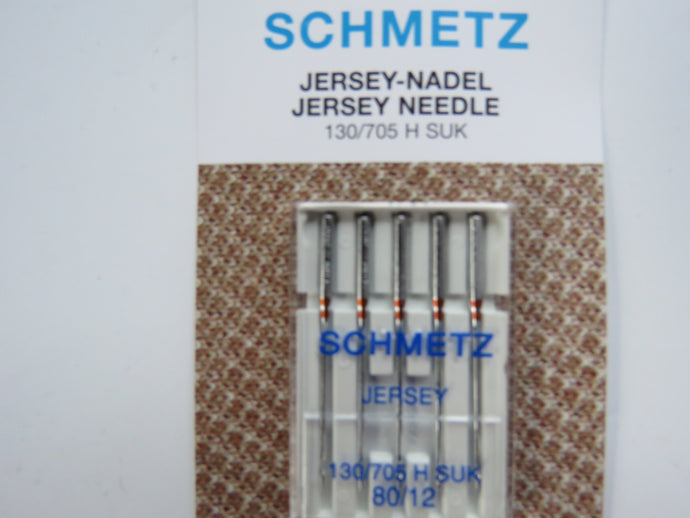 SCHMETZ
JERSEY-NADEL
JERSEY NEEDLE
130/705 H SUK
SCHMETZ
JERSEY
130/705 H SUK
80/12